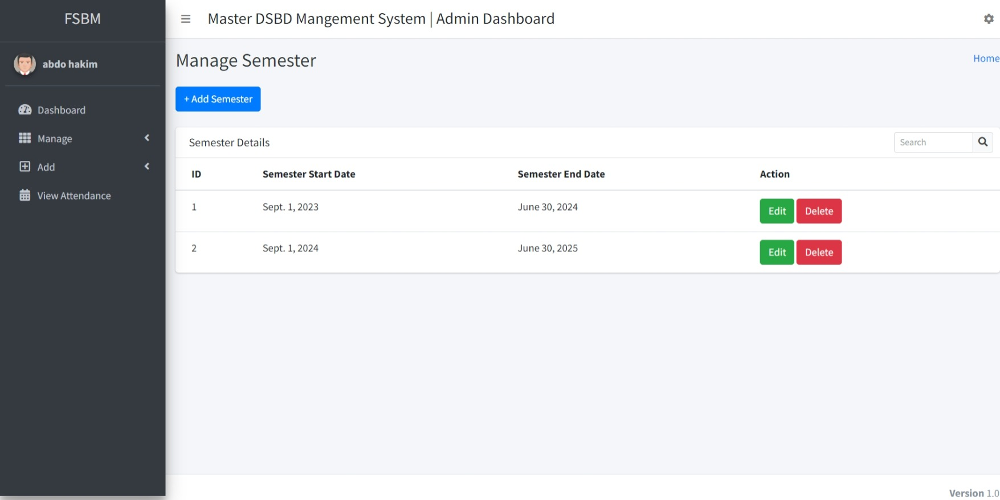 FSBM
Master DSBD Mangement System | Admin Dashboard
abdo hakim
Dashboard
Manage
Add
View Attendance
Manage Semester
Home
+ Add Semester
Semester Details
Search
ID Semester Start Date Semester End Date Action
1 Sept. 1, 2023 June 30, 2024 Edit Delete
2 Sept. 1, 2024 June 30, 2025 Edit Delete
Version 1.0